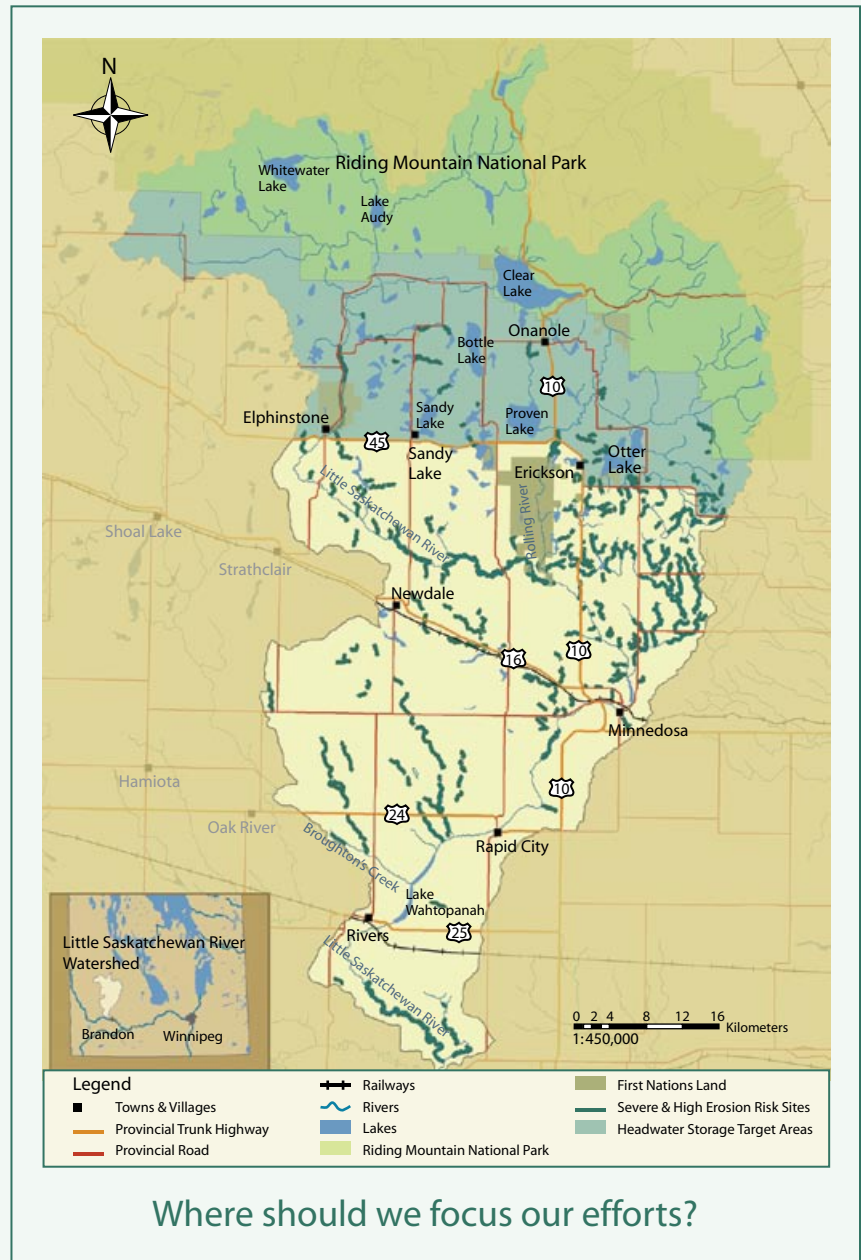 N
Riding Mountain National Park
Whitewater
Lake
Lake
Audy
Clear
Lake
Onanole
Bottle
Lake
10
Elphinstone
Sandy
Lake
Proven
Lake
45
Sandy
Lake
Erickson
Otter
Lake
Little Saskatchewan River
Rolling River
Shoal Lake
Strathclair
Newdale
16
10
Minnedosa
Hamiota
10
24
Oak River
Rapid City
Broughton's Creek
Lake
Wahtopanah
Rivers
25
Little Saskatchewan River
Little Saskatchewan River
Watershed
Brandon
Winnipeg
0 2 4 8 12 16
Kilometers
1:450,000
Legend
Towns & Villages
Provincial Trunk Highway
Provincial Road
Railways
Rivers
Lakes
Riding Mountain National Park
First Nations Land
Severe & High Erosion Risk Sites
Headwater Storage Target Areas
Where should we focus our efforts?